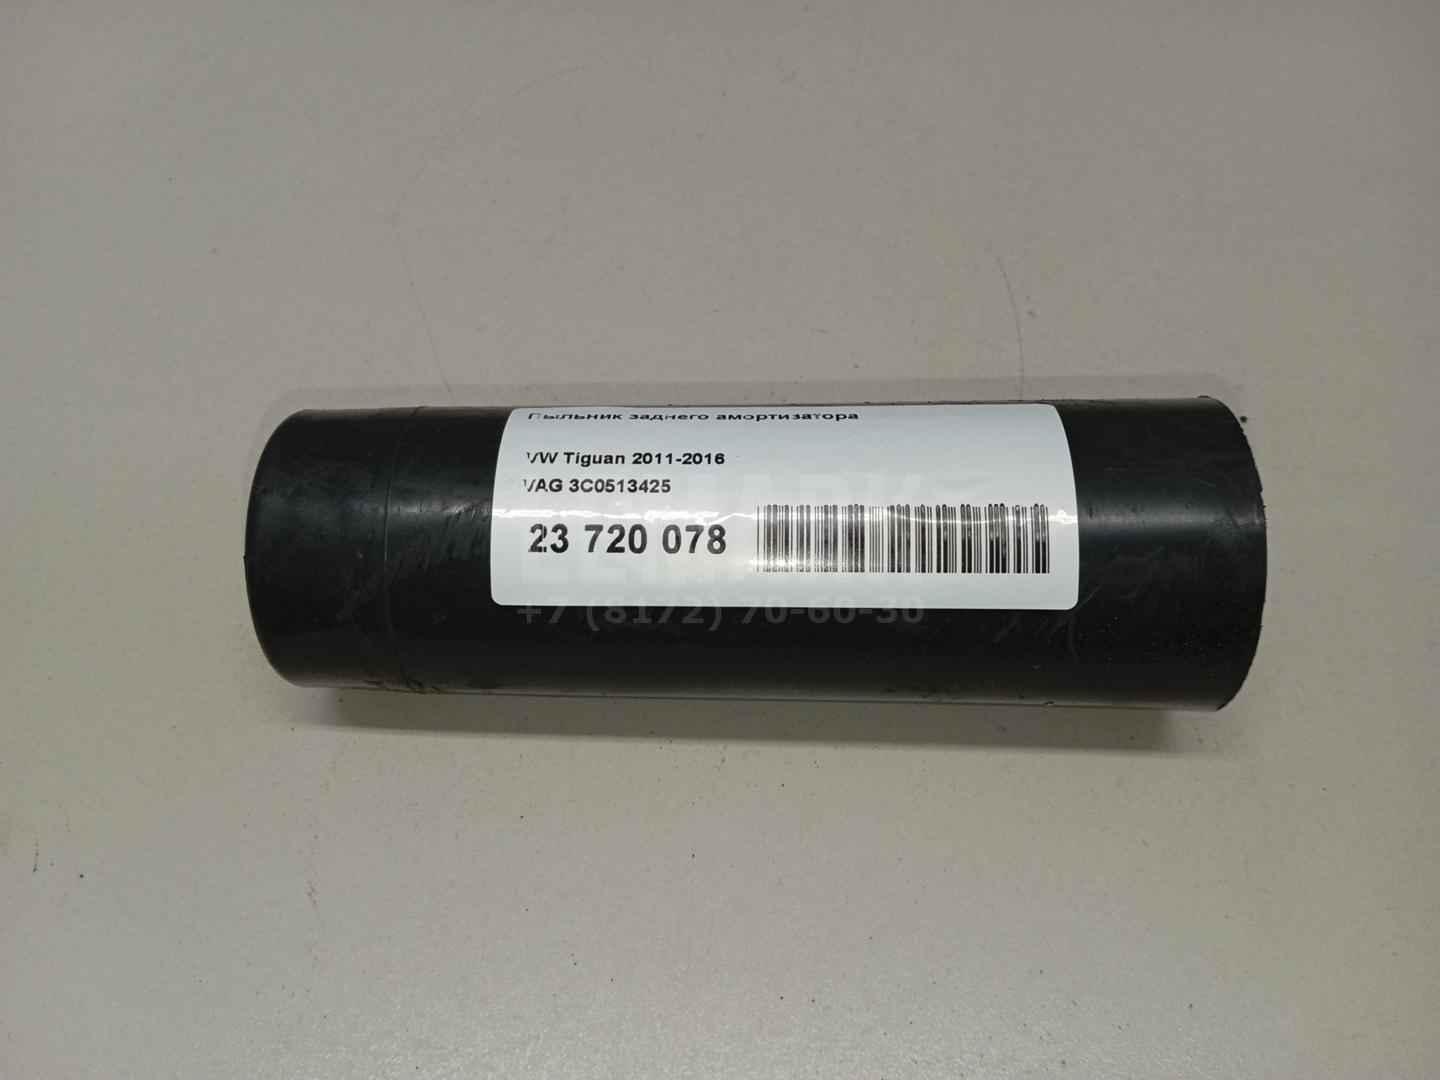 Пыльник заднего амортизатора
VW Tiguan 2011-2016
VAG 3C0513425
23 720 078
+7 (8172) 70-60-30